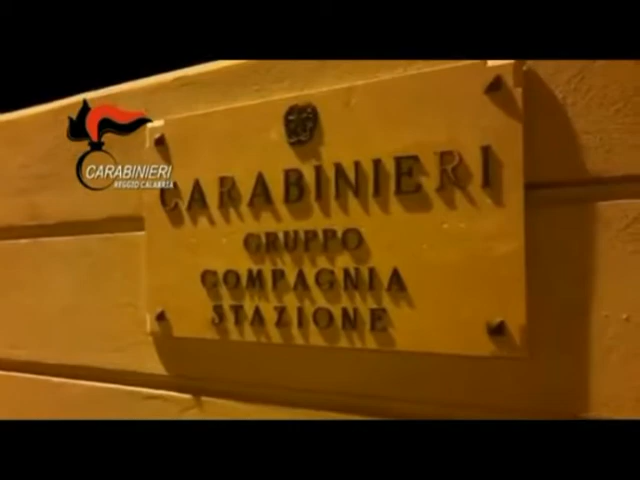 CARABINIERI
REGGIO CALABRIA
CARABINIERI
GRUPPO
COMPAGNIA
STAZIONE